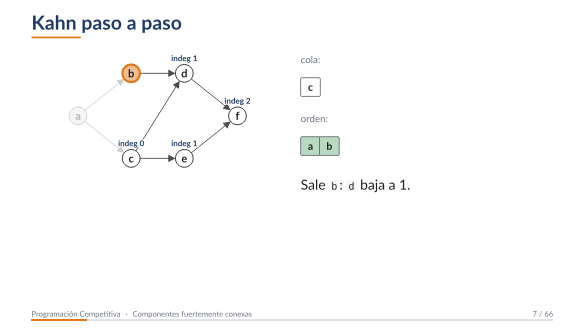 Kahn paso a paso
indeg 1
cola:
b
d
c
indeg 2
a
f
orden:
indeg 0
indeg 1
a b
c
e
Sale b: d baja a 1.
Programación Competitiva · Componentes fuertemente conexas
7 / 66